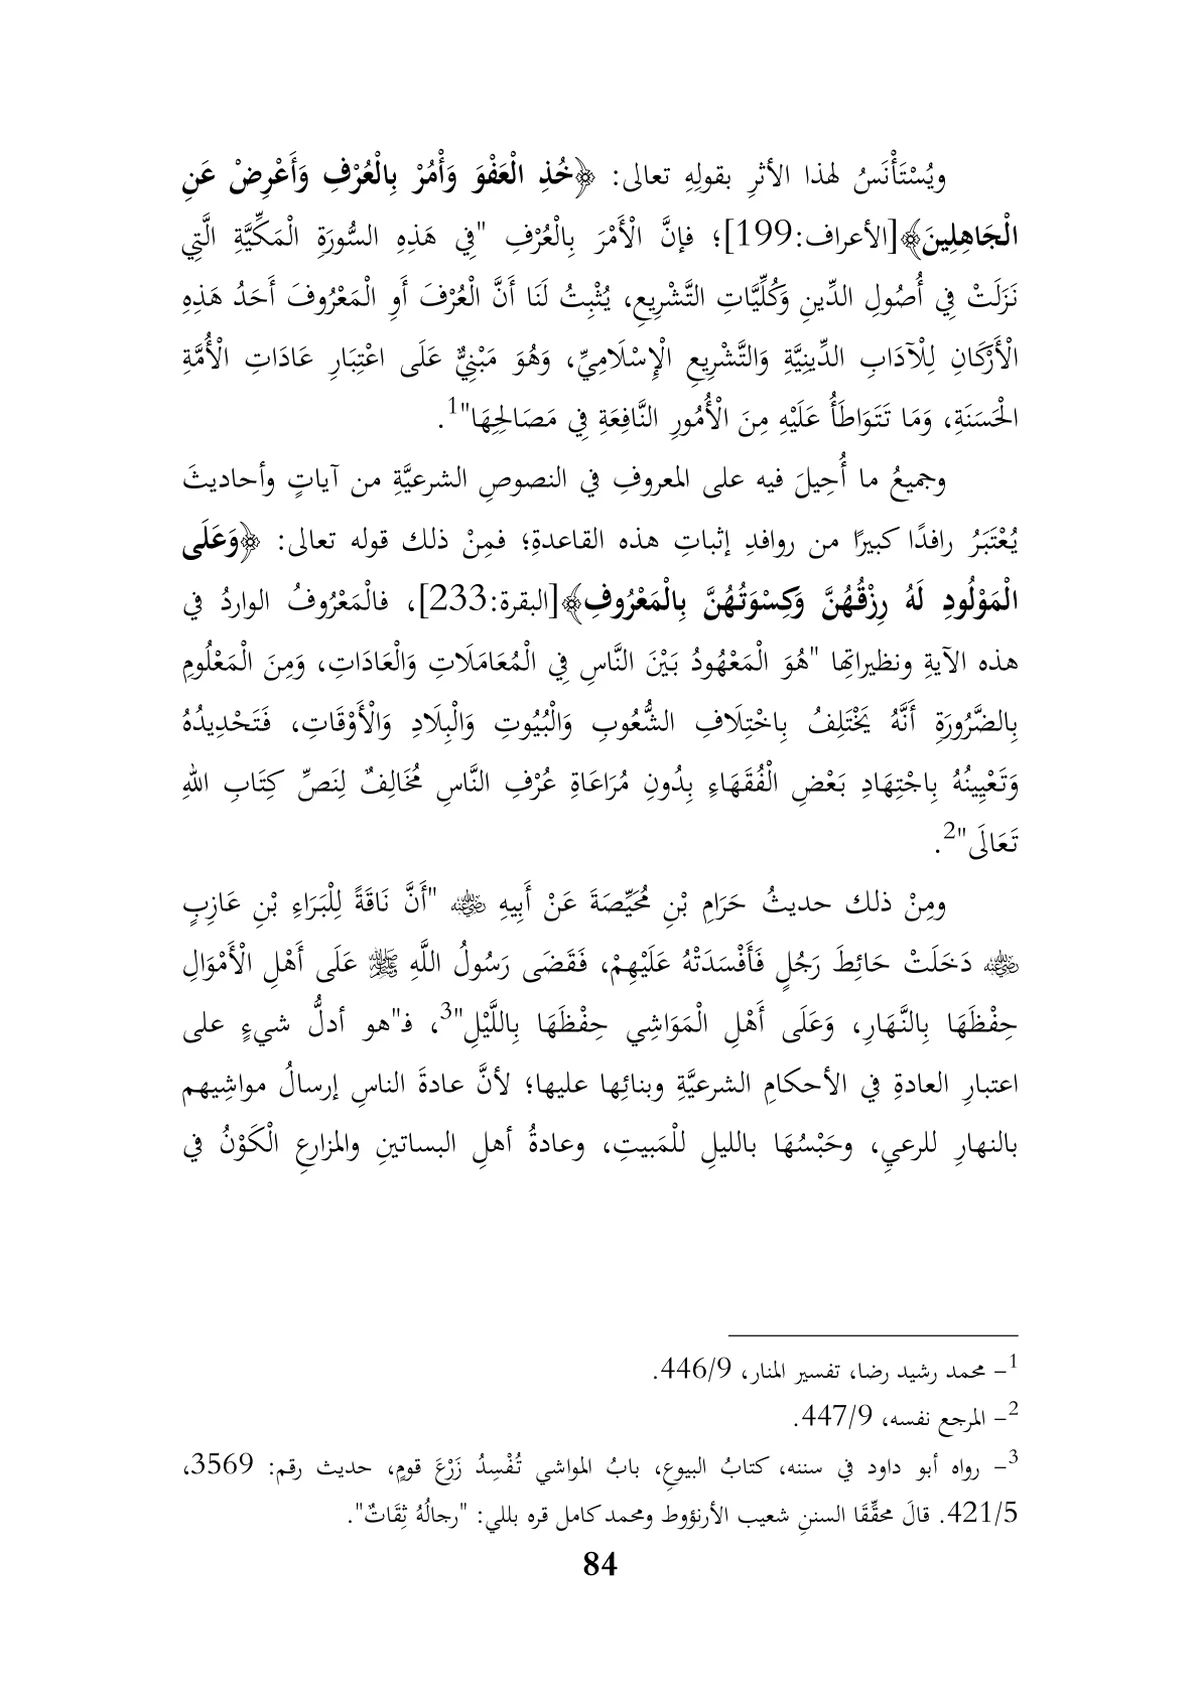 ويُسْتَأْنَسُ لهذا الأثرِ بقولِهِ تعالى: ﴿خُذِ الْعَفْوَ وَأْمُرْ بِالْعُرْفِ وَأَعْرِضْ عَنِ
الْجَاهِلِينَ﴾[الأعراف:199]؛ فإنَّ الْأَمْرَ بِالْعُرْفِ "فِي هَذِهِ السُّورَةِ الْمَكِّيَّةِ الَّتِي
نَزَلَتْ فِي أُصُولِ الدِّينِ وَكُلِّيَّاتِ التَّشْرِيعِ، يُثْبِتُ لَنَا أَنَّ الْعُرْفَ أَوِ الْمَعْرُوفَ أَحَدُ هَذِهِ
الْأَرْكَانِ لِلْآدَابِ الدِّينِيَّةِ وَالتَّشْرِيعِ الْإِسْلَامِيِّ، وَهُوَ مَبْنِيٌّ عَلَى اعْتِبَارِ عَادَاتِ الْأُمَّةِ
الْحَسَنَةِ، وَمَا تَتَوَاطَأُ عَلَيْهِ مِنَ الْأُمُورِ النَّافِعَةِ فِي مَصَالِحِهَا"1.
وجميعُ ما أُحِيلَ فيه على المعروفِ في النصوصِ الشرعيَّةِ من آياتٍ وأحاديثَ
يُعْتَبَرُ رافدًا كبيرًا من روافدِ إثباتِ هذه القاعدةِ؛ فمِنْ ذلك قوله تعالى: ﴿وَعَلَى
الْمَوْلُودِ لَهُ رِزْقُهُنَّ وَكِسْوَتُهُنَّ بِالْمَعْرُوفِ﴾[البقرة:233]، فالْمَعْرُوفُ الواردُ في
هذه الآيةِ ونظيراتِها "هُوَ الْمَعْهُودُ بَيْنَ النَّاسِ فِي الْمُعَامَلَاتِ وَالْعَادَاتِ، وَمِنَ الْمَعْلُومِ
بِالضَّرُورَةِ أَنَّهُ يَخْتَلِفُ بِاخْتِلَافِ الشُّعُوبِ وَالْبُيُوتِ وَالْبِلَادِ وَالْأَوْقَاتِ، فَتَحْدِيدُهُ
وَتَعْيِينُهُ بِاجْتِهَادِ بَعْضِ الْفُقَهَاءِ بِدُونِ مُرَاعَاةِ عُرْفِ النَّاسِ مُخَالِفٌ لِنَصِّ كِتَابِ اللهِ
تَعَالَى"2.
ومِنْ ذلك حديثُ حَرَامِ بْنِ مُحَيِّصَةَ عَنْ أَبِيهِ ﵁ "أَنَّ نَاقَةً لِلْبَرَاءِ بْنِ عَازِبٍ
﵁ دَخَلَتْ حَائِطَ رَجُلٍ فَأَفْسَدَتْهُ عَلَيْهِمْ، فَقَضَى رَسُولُ اللَّهِ ﷺ عَلَى أَهْلِ الْأَمْوَالِ
حِفْظَهَا بِالنَّهَارِ، وَعَلَى أَهْلِ الْمَوَاشِي حِفْظَهَا بِاللَّيْلِ"3، فـ"هو أدلُّ شيءٍ على
اعتبارِ العادةِ في الأحكامِ الشرعيَّةِ وبنائِها عليها؛ لأنَّ عادةَ الناسِ إرسالُ مواشِيهم
بالنهارِ للرعيِ، وحَبْسُهَا بالليلِ للْمَبيتِ، وعادةُ أهلِ البساتينِ والمزارعِ الْكَوْنُ في
1- محمد رشيد رضا، تفسير المنار، 446/9.
2- المرجع نفسه، 447/9.
3- رواه أبو داود في سننه، كتابُ البيوعِ، بابُ المواشي تُفْسِدُ زَرْعَ قومٍ، حديث رقم: 3569،
421/5. قالَ محقِّقَا السننِ شعيب الأرنؤوط ومحمد كامل قره بللي: "رجالُهُ ثِقَاتٌ".
84